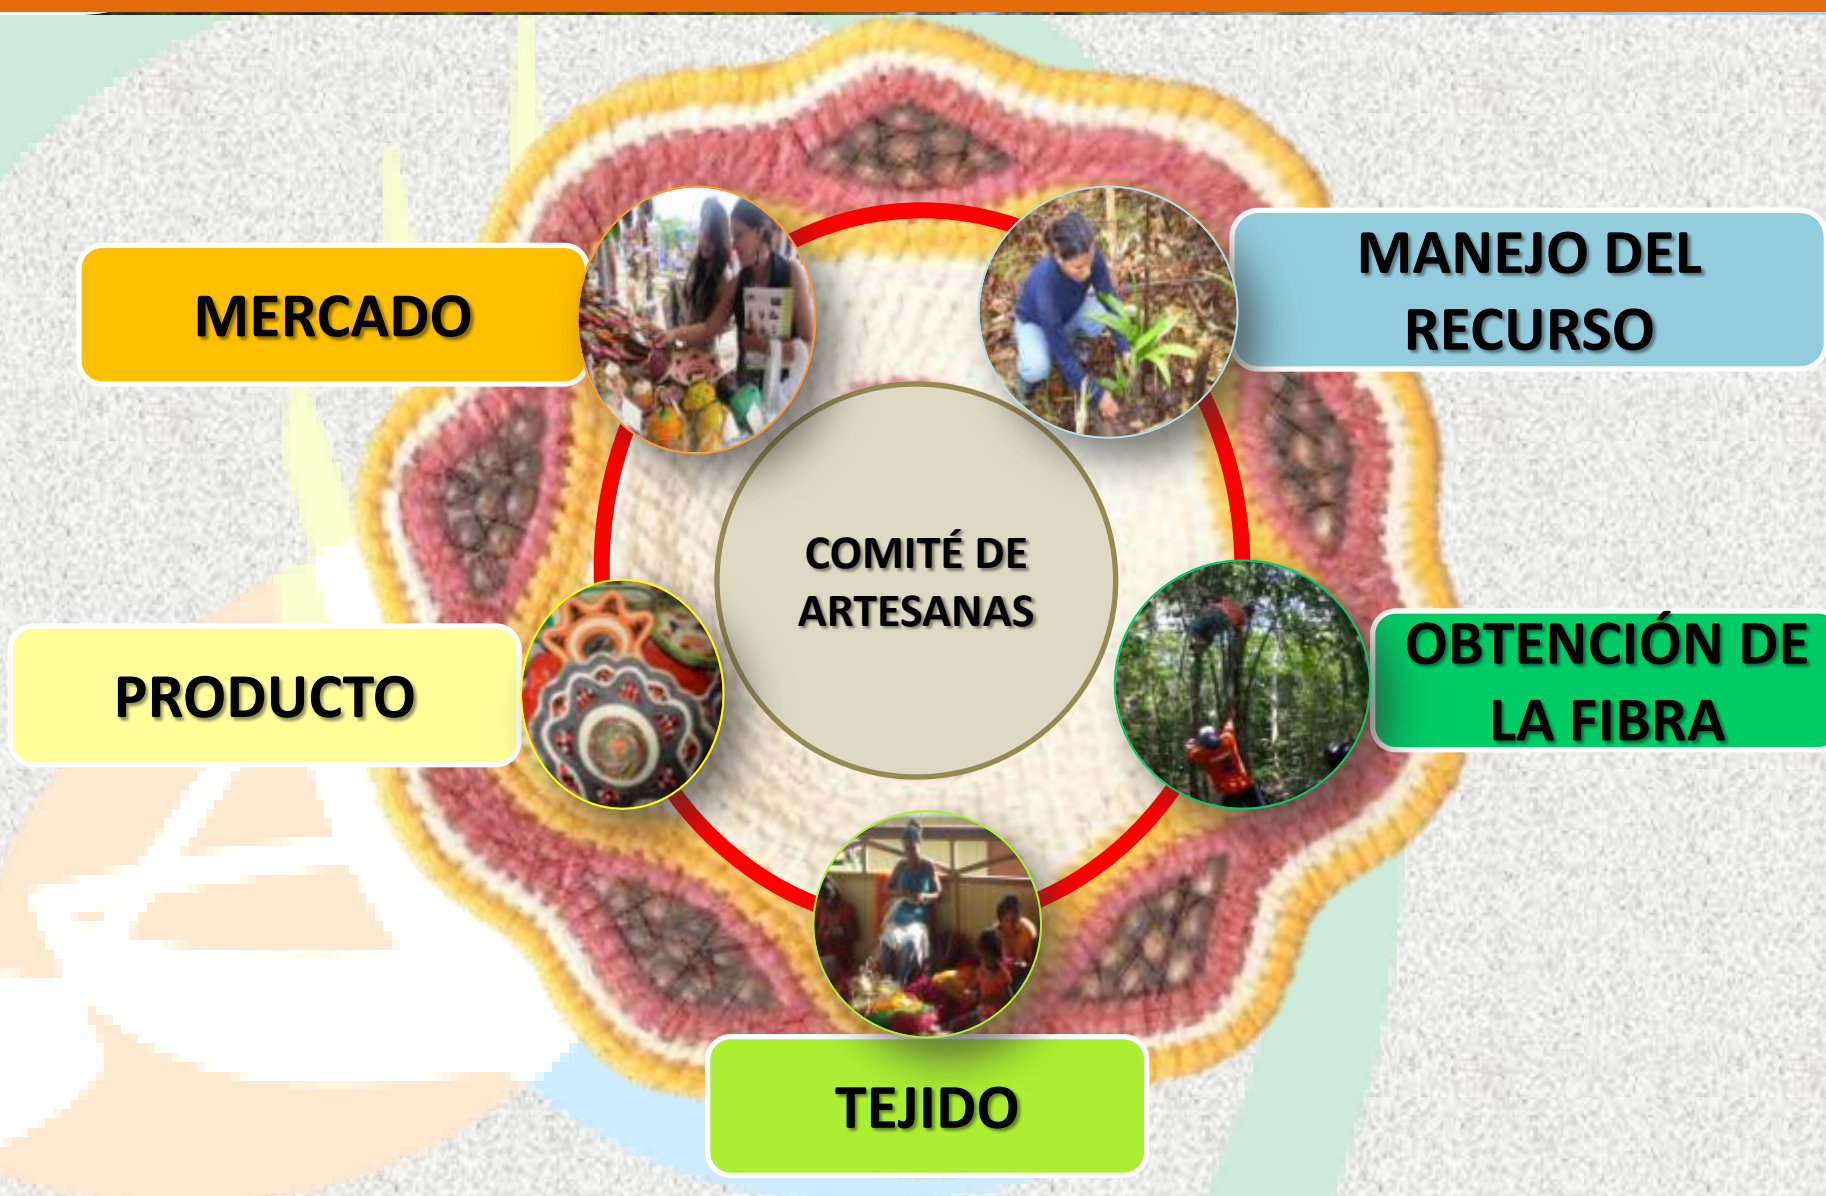 MERCADO
MANEJO DEL
RECURSO
COMITÉ DE
ARTESANAS
PRODUCTO
OBTENCIÓN DE
LA FIBRA
TEJIDO